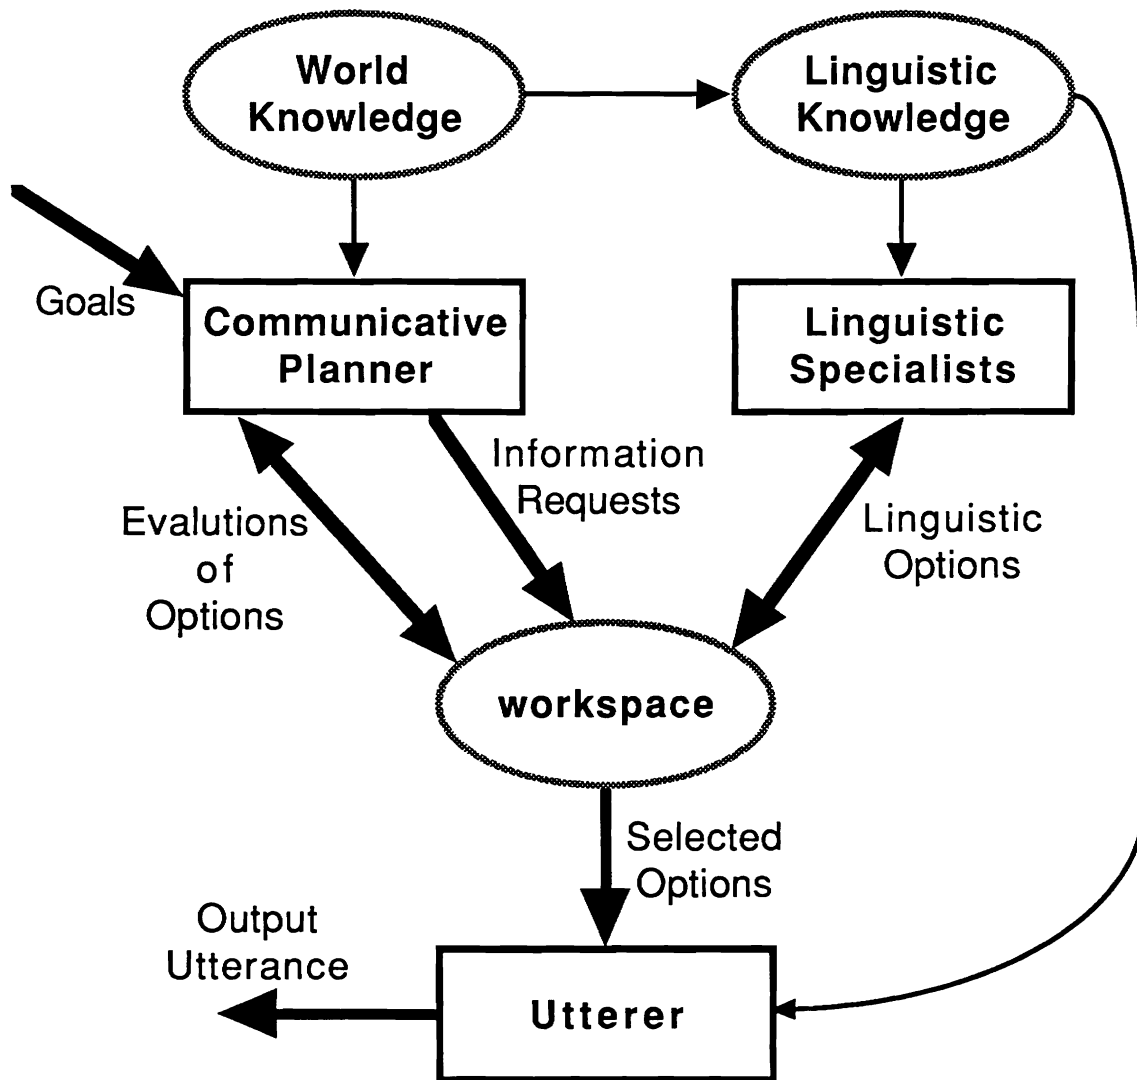 World
Knowledge
Linguistic
Knowledge
Goals
Communicative
Planner
Linguistic
Specialists
Information
Requests
Evalutions
of
Options
Linguistic
Options
workspace
Selected
Options
Output
Utterance
Utterer